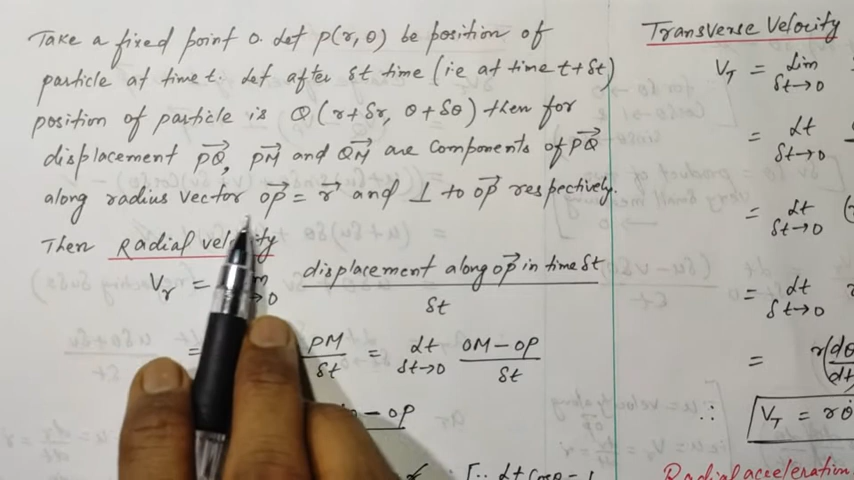 Take a fixed point O. Let P(r, θ) be position of
particle at time t. Let after δt time (i.e at time t+δt)
position of particle is Q (r+δr, θ+δθ) then for
displacement PQ, PM and QM are components of PQ
along radius vector OP = r and ⊥ to OP respectively.
Then Radial velocity
Vr = displacement along OP in time δt
δt
= PM/δt = Lt δt→0 OM-OP/δt
- OP
Transverse Velocity
VT = Lim δt→0
= Lt δt→0
= Lt δt→0
= Lt δt→0
= r(dθ/dt
∴ VT = rθ
Radial acceleration